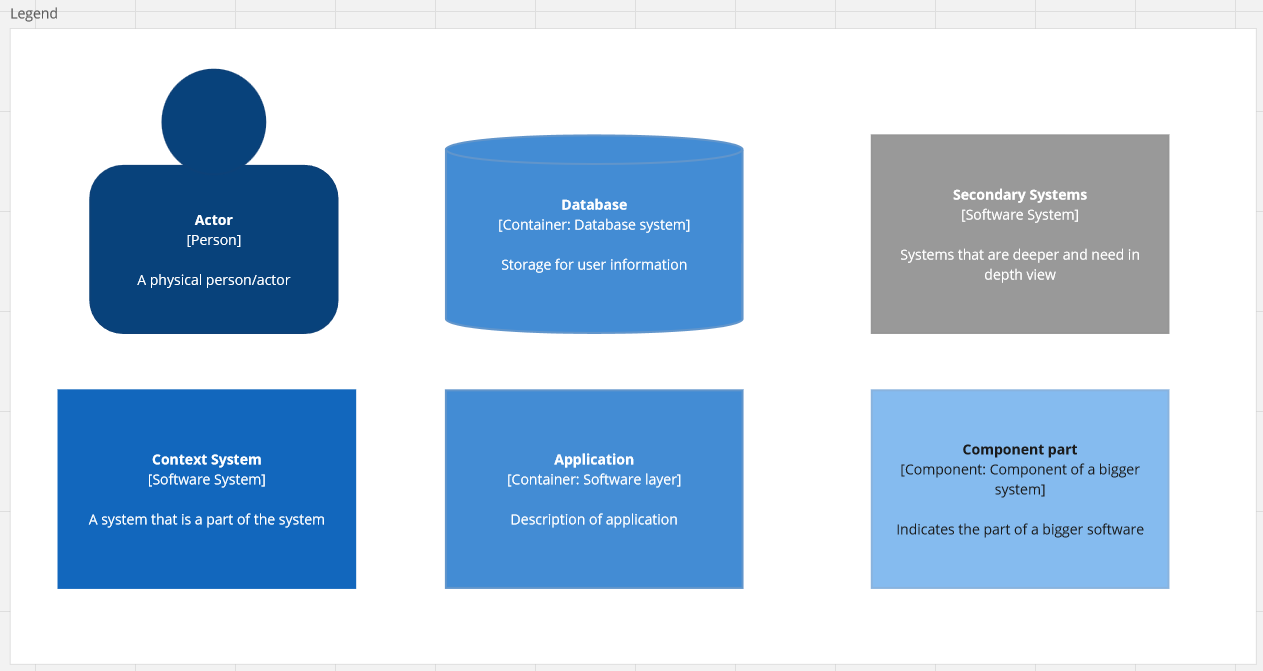 Legend
Actor
[Person]
A physical person/actor
Database
[Container: Database system]
Storage for user information
Secondary Systems
[Software System]
Systems that are deeper and need in
depth view
Context System
[Software System]
A system that is a part of the system
Application
[Container: Software layer]
Description of application
Component part
[Component: Component of a bigger
system]
Indicates the part of a bigger software